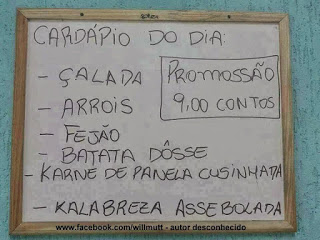 CARDÁPIO DO DIA:
- ÇALADA
- ARROIS
- FEJÃO
- BATATA DÔSSE
- KARNE DE PANELA CUSINHADA
- KALABREZA ASSEBOLADA
PROMOSSÃO
9,00 CONTOS
www.facebook.com/willmutt - autor desconhecido